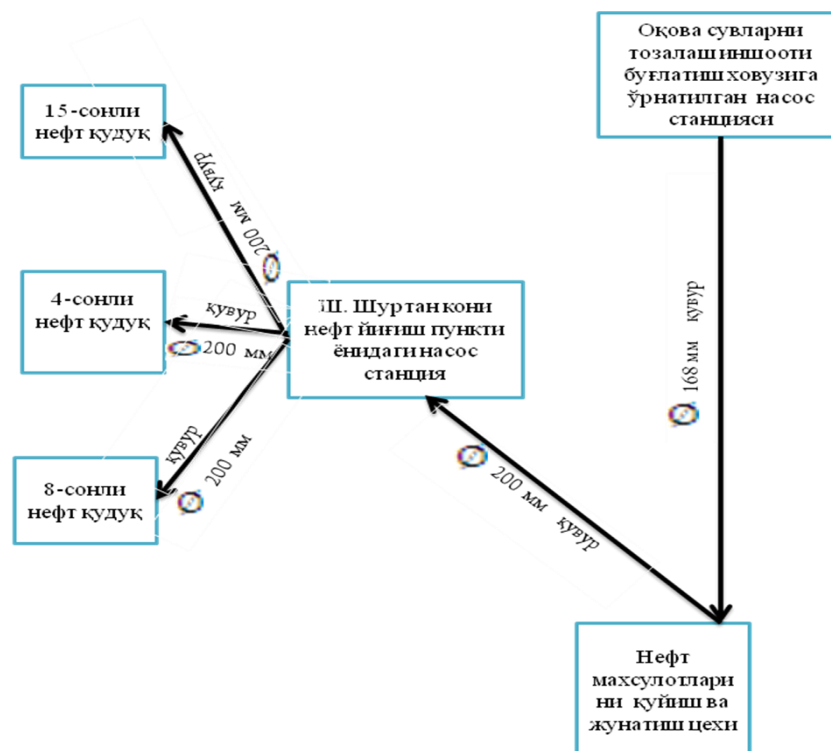 Оқова сувларни
тозалаш иншооти
буғлатиш ховузига
ўрнатилган насос
станцияси
15-сонли
нефт қудуқ
200 мм қувур
4-сонли
нефт қудуқ
қувур
200 мм
Ш. Шуртан кони
нефт йиғиш пункти
ёнидаги насос
станция
168 мм қувур
8-сонли
нефт қудуқ
қувур
200 мм
200 мм қувур
Нефт
махсулотлари
ни қуйиш ва
жунатиш цехи